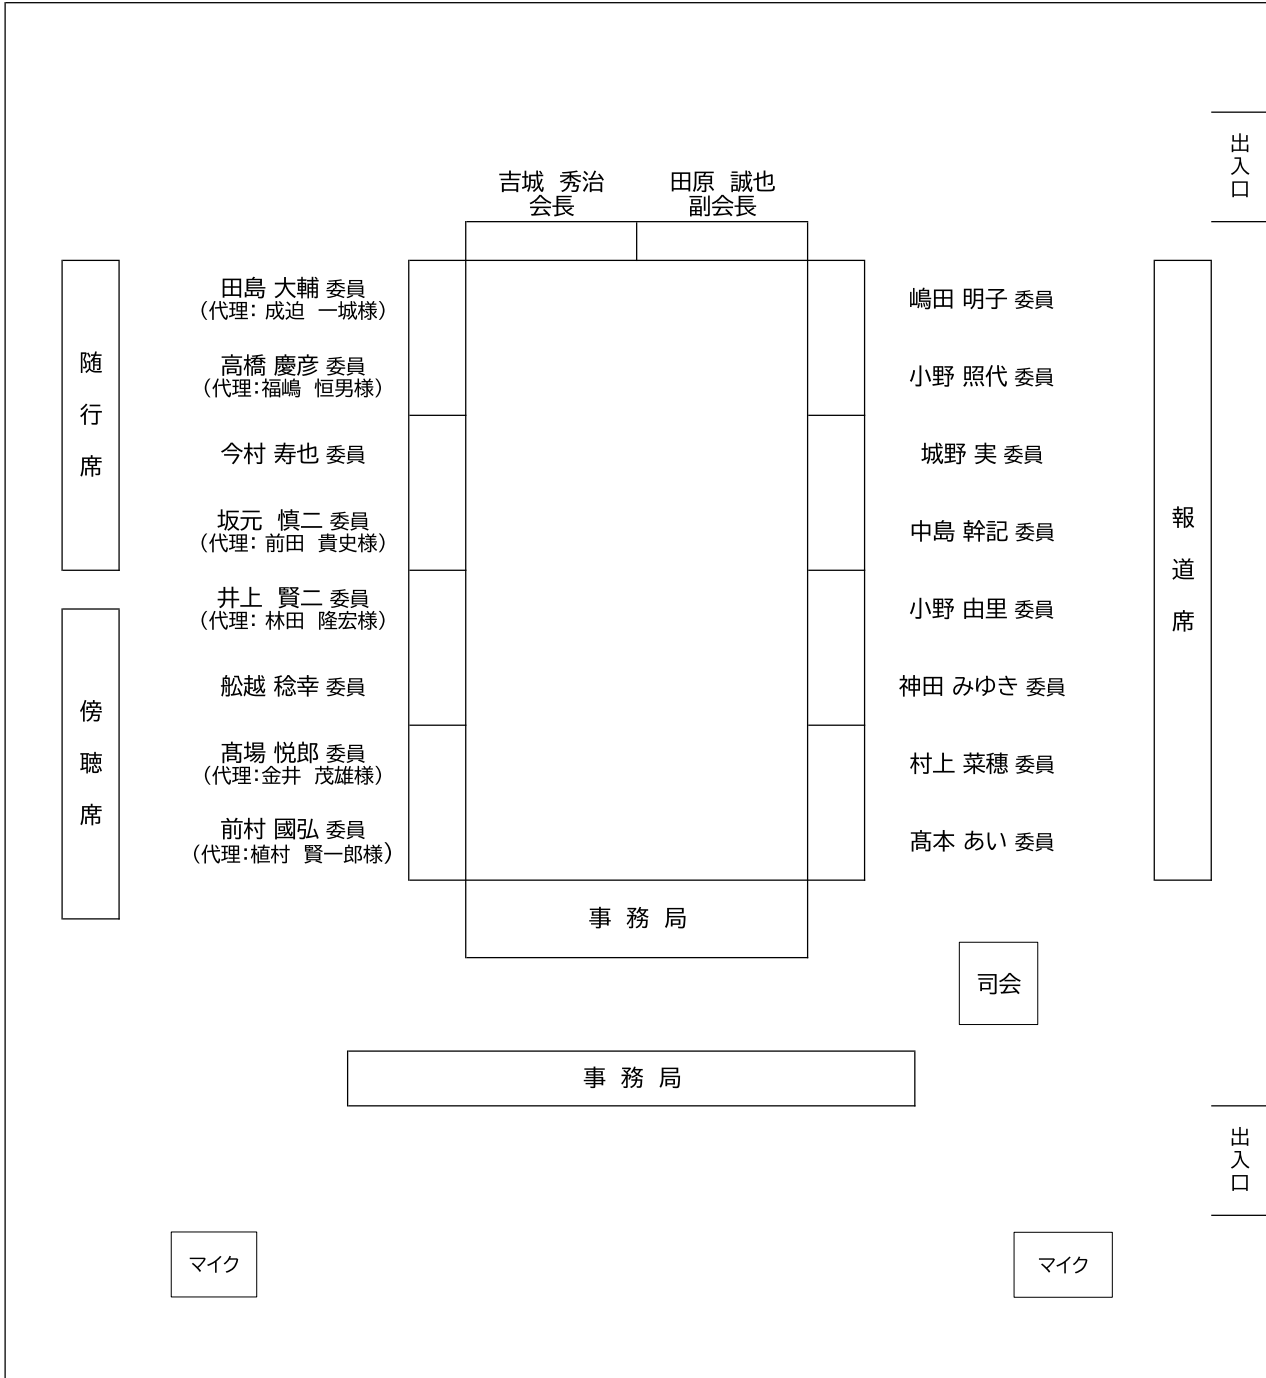 出入口
吉城　秀治
会長
田原　誠也
副会長
随行席
傍聴席
田島 大輔 委員
（代理：成迫　一城様）
高橋 慶彦 委員
（代理：福嶋　恒男様）
今村 寿也 委員
坂元　慎二 委員
（代理：前田　貴史様）
井上　賢二 委員
（代理：林田　隆宏様）
舩越 稔幸 委員
髙場 悦郎 委員
（代理：金井　茂雄様）
前村 國弘 委員
（代理：植村　賢一郎様）
嶋田 明子 委員
小野 照代 委員
城野 実 委員
中島 幹記 委員
小野 由里 委員
神田 みゆき 委員
村上 菜穂 委員
髙本 あい 委員
報道席
事 務 局
司会
事 務 局
出入口
マイク
マイク